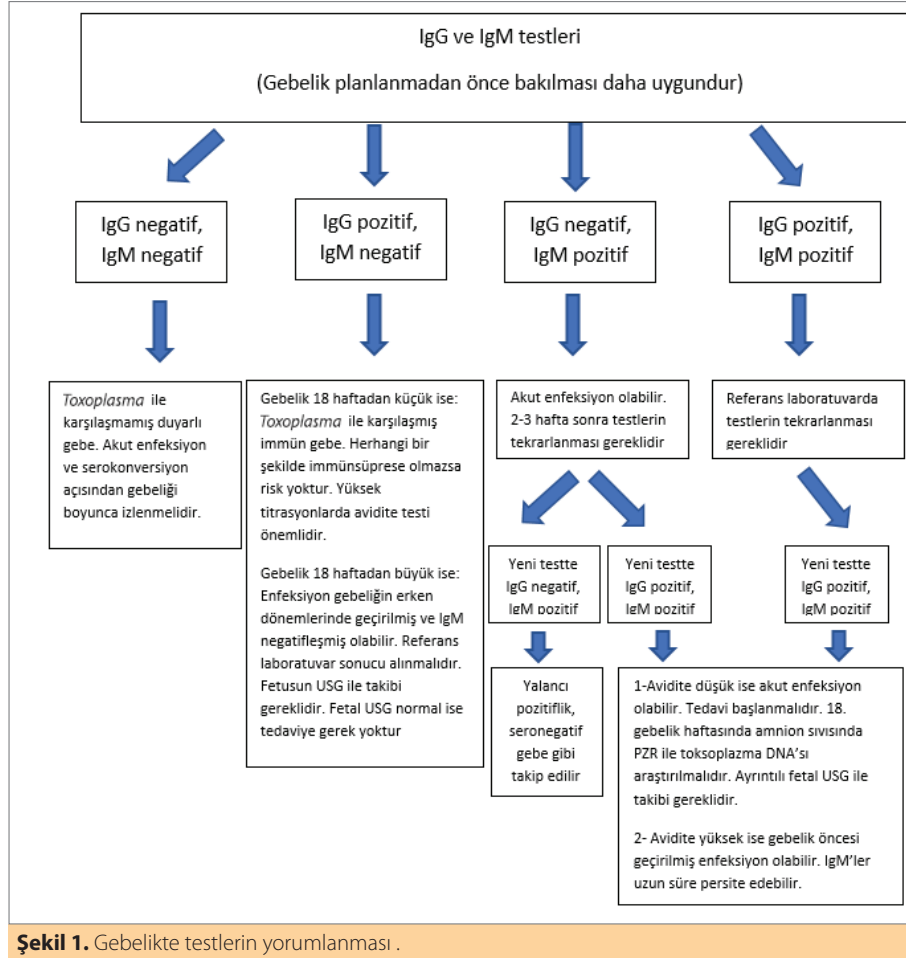 IgG ve IgM testleri
(Gebelik planlanmadan önce bakılması daha uygundur)
IgG negatif,
IgM negatif
IgG pozitif,
IgM negatif
IgG negatif,
IgM pozitif
IgG pozitif,
IgM pozitif
Toxoplasma ile
karşılaşmamış duyarlı
gebe. Akut enfeksiyon
ve serokonversiyon
açısından gebeliği
boyunca izlenmelidir.
Gebelik 18 haftadan küçük ise:
Toxoplasma ile karşılaşmış
immün gebe. Herhangi bir
şekilde immünsüprese olmazsa
risk yoktur. Yüksek
titrasyonlarda avidite testi
önemlidir.
Gebelik 18 haftadan büyük ise:
Enfeksiyon gebeliğin erken
dönemlerinde geçirilmiş ve IgM
negatifleşmiş olabilir. Referans
laboratuvar sonucu alınmalıdır.
Fetusun USG ile takibi
gereklidir. Fetal USG normal ise
tedaviye gerek yoktur
Akut enfeksiyon olabilir.
2-3 hafta sonra testlerin
tekrarlanması gereklidir
Referans laboratuvarda
testlerin tekrarlanması
gereklidir
Yeni testte
IgG negatif,
IgM pozitif
Yeni testte
IgG pozitif,
IgM pozitif
Yeni testte
IgG pozitif,
IgM pozitif
Yalancı
pozitiflik,
seronegatif
gebe gibi
takip edilir
1-Avidite düşük ise akut enfeksiyon
olabilir. Tedavi başlanmalıdır. 18.
gebelik haftasında amnion sıvısında
PZR ile toksoplazma DNA'sı
araştırılmalıdır. Ayrıntılı fetal USG ile
takibi gereklidir.
2- Avidite yüksek ise gebelik öncesi
geçirilmiş enfeksiyon olabilir. IgM'ler
uzun süre persite edebilir.
Şekil 1. Gebelikte testlerin yorumlanması .